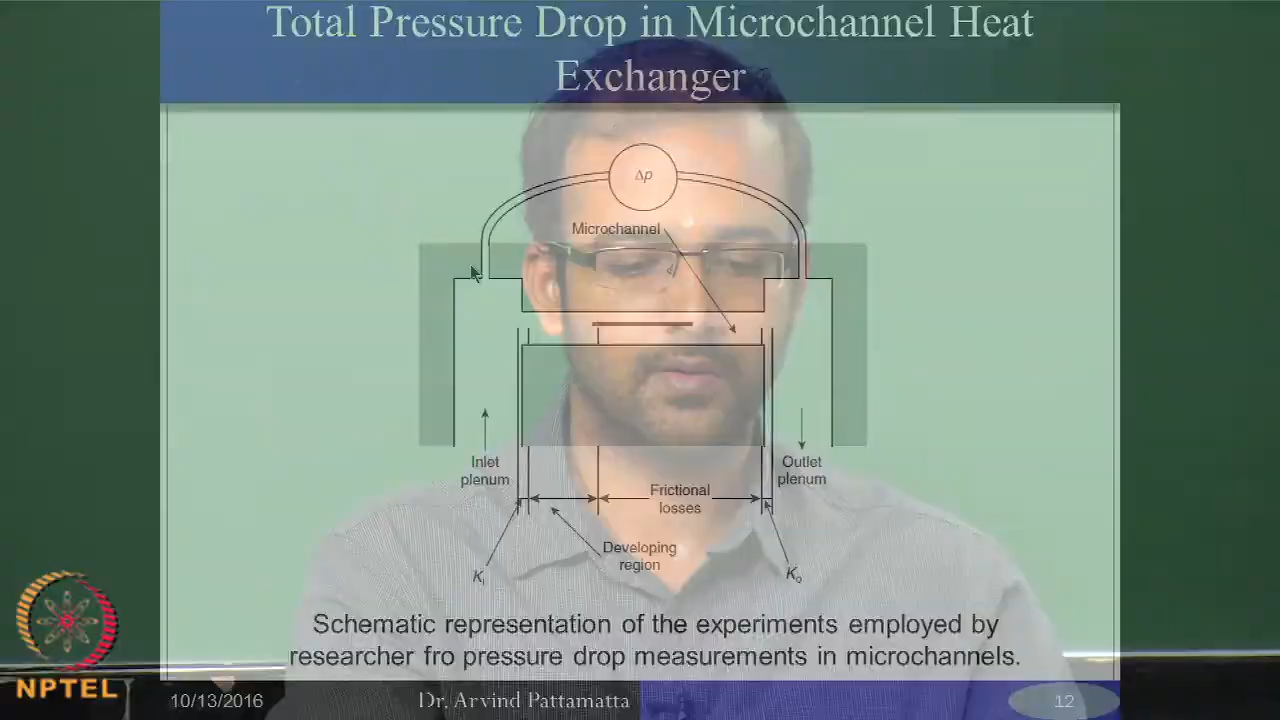 Total Pressure Drop in Microchannel Heat
Exchanger
Δp
Microchannel
Inlet
plenum
Outlet
plenum
Frictional
losses
Developing
region
Ki
Ko
Schematic representation of the experiments employed by
researcher fro pressure drop measurements in microchannels.
NPTEL
10/13/2016
Dr. Arvind Pattamatta
12